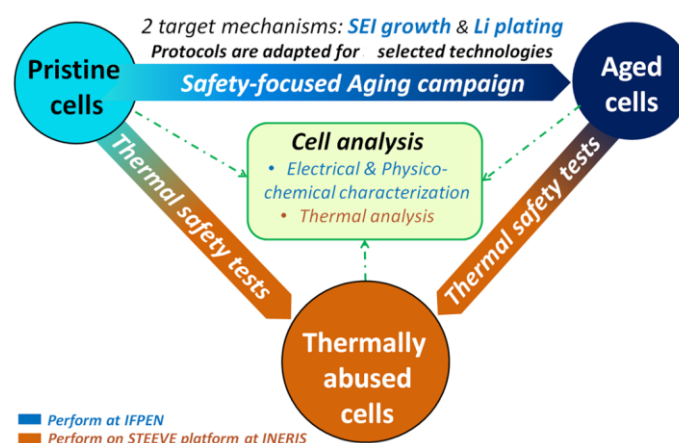 2 target mechanisms: SEI growth & Li plating
Protocols are adapted for selected technologies
Pristine
cells
Safety-focused Aging campaign
Aged
cells
Cell analysis
• Electrical & Physico-
chemical characterization
• Thermal analysis
Thermal safety tests
Thermal safety tests
Thermally
abused
cells
Perform at IFPEN
Perform on STEEVE platform at INERIS